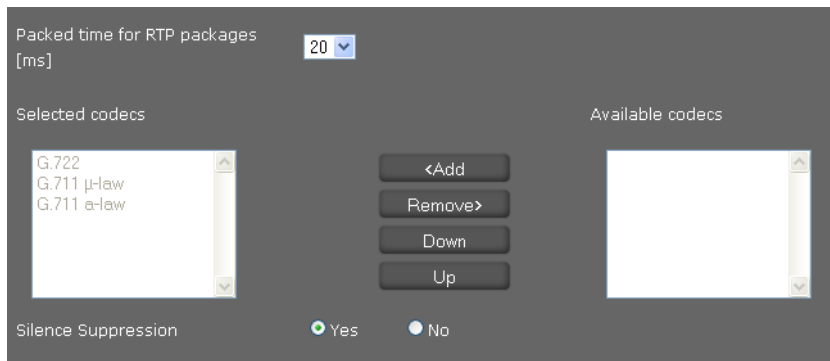 Packed time for RTP packages
[ms]
20
Selected codecs
Available codecs
G.722
G.711 µ-law
G.711 a-law
<Add
Remove>
Down
Up
Silence Suppression
Yes
No